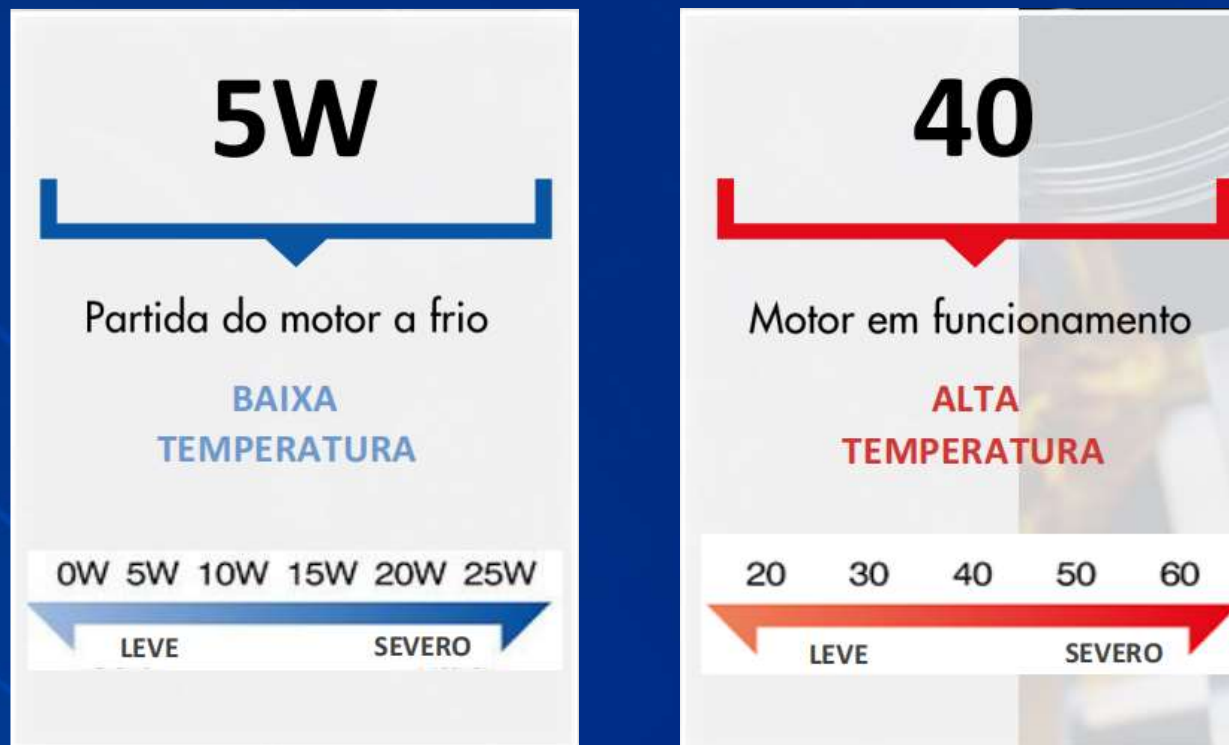 5W
Partida do motor a frio
BAIXA
TEMPERATURA
0W 5W 10W 15W 20W 25W
LEVE SEVERO
40
Motor em funcionamento
ALTA
TEMPERATURA
20 30 40 50 60
LEVE SEVERO